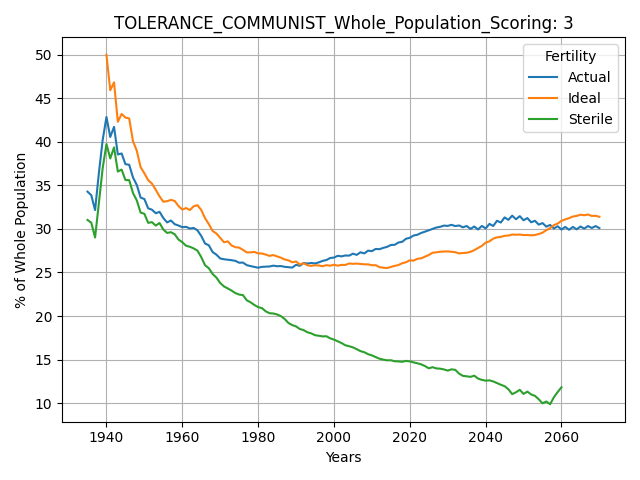 TOLERANCE_COMMUNIST_Whole_Population_Scoring: 3
Fertility
Actual
Ideal
Sterile
% of Whole Population
50
45
40
35
30
25
20
15
10
1940 1960 1980 2000 2020 2040 2060
Years